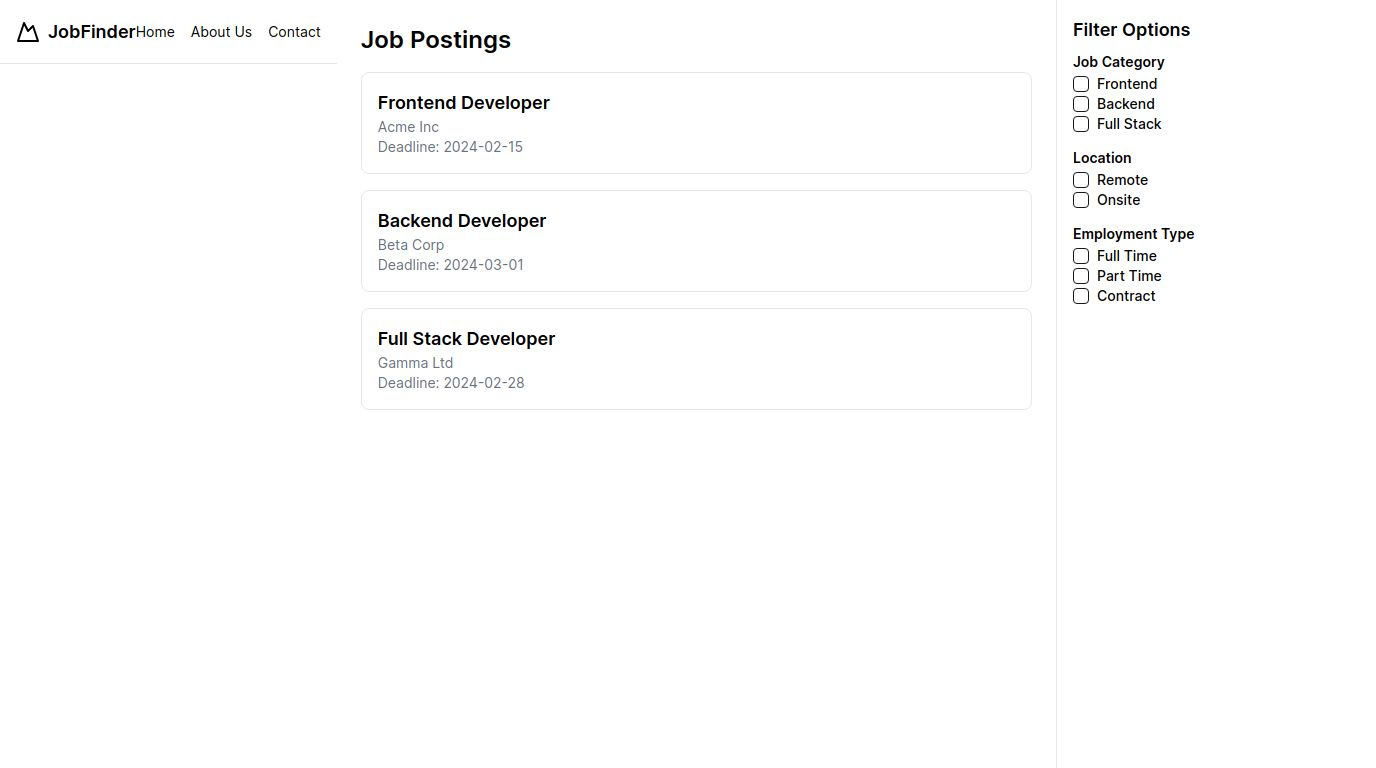 JobFinder
Home About Us Contact
Job Postings
Frontend Developer
Acme Inc
Deadline: 2024-02-15
Backend Developer
Beta Corp
Deadline: 2024-03-01
Full Stack Developer
Gamma Ltd
Deadline: 2024-02-28
Filter Options
Job Category
Frontend
Backend
Full Stack
Location
Remote
Onsite
Employment Type
Full Time
Part Time
Contract